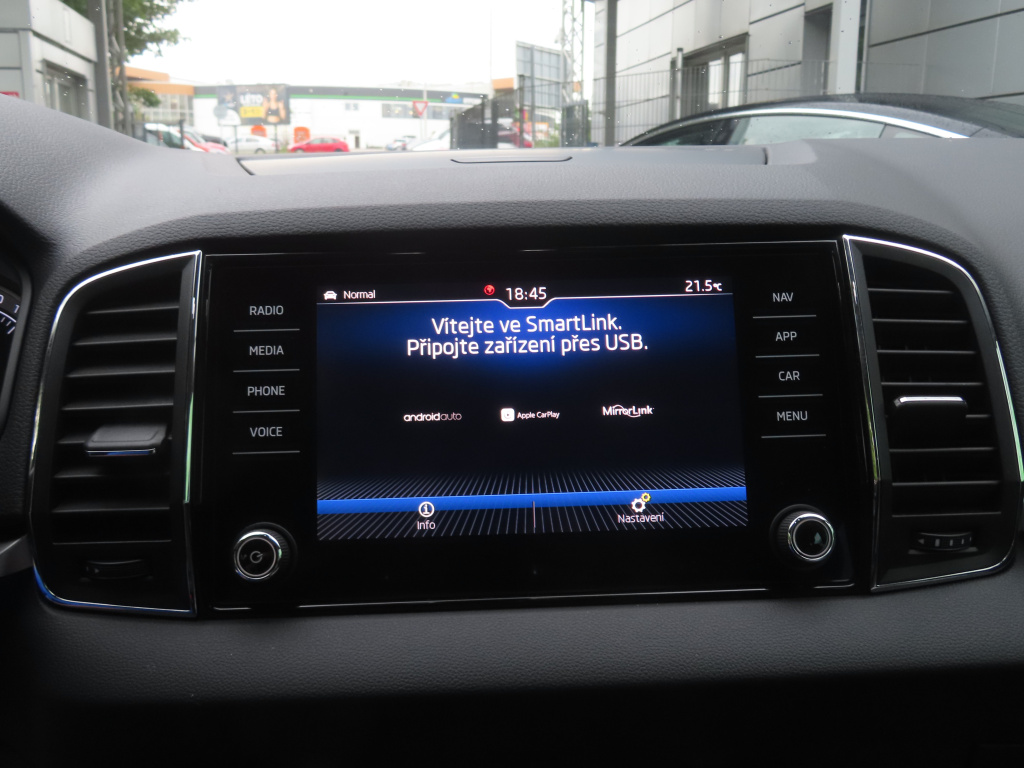 LÉTO
Normal
18:45
21.5°C
RADIO
MEDIA
PHONE
VOICE
Vítejte ve SmartLink.
Připojte zařízení přes USB.
androidauto
Apple CarPlay
MirrorLink
Info
Nastavení
NAV
APP
CAR
MENU